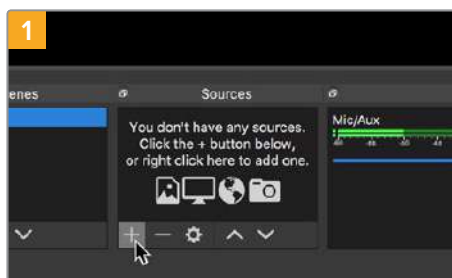 1
enes
Sources
You don't have any sources.
Click the + button below,
or right click here to add one.
Mic/Aux